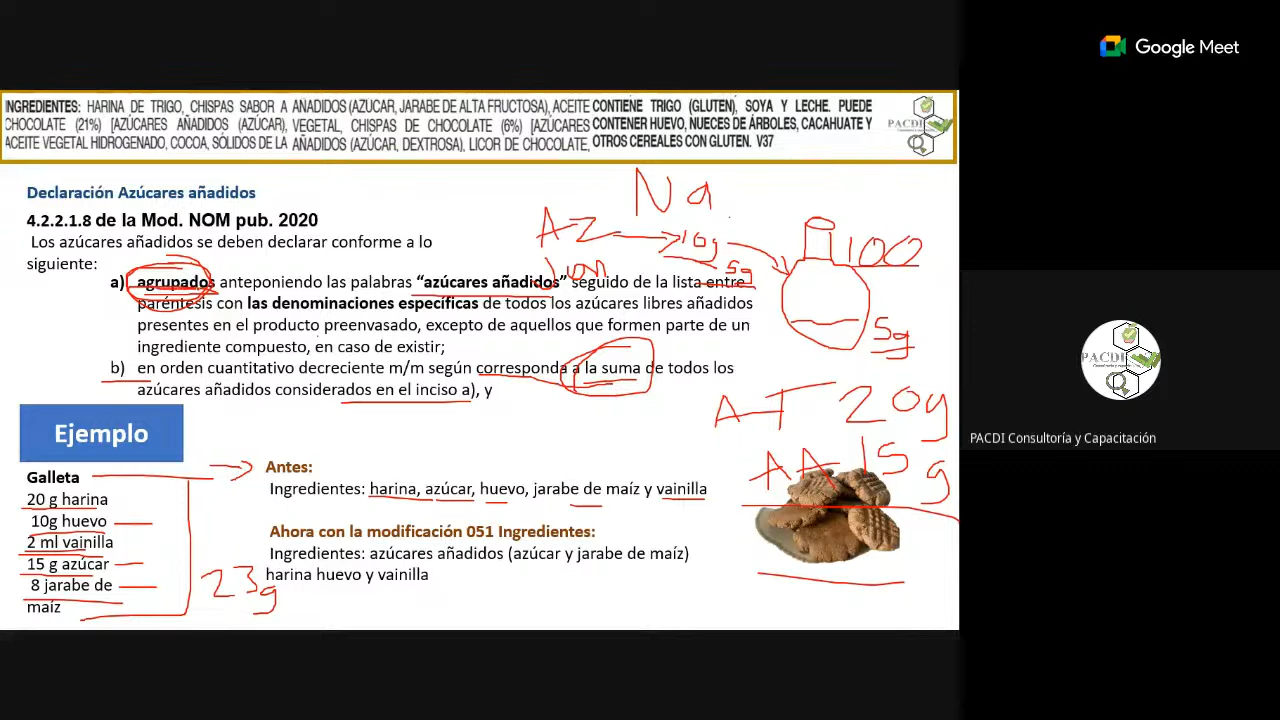 Google Meet
INGREDIENTES: HARINA DE TRIGO, CHISPAS SABOR A
CHOCOLATE (21%) [AZÚCARES AÑADIDOS (AZÚCAR),
ACEITE VEGETAL HIDROGENADO, COCOA, SÓLIDOS DE LA
AÑADIDOS (AZUCAR, JARABE DE ALTA FRUCTOSA), ACEITE
VEGETAL, CHISPAS DE CHOCOLATE (6%) [AZÚCARES
AÑADIDOS (AZÚCAR, DEXTROSA), LICOR DE CHOCOLATE,
CONTIENE TRIGO (GLUTEN), SOYA Y LECHE. PUEDE
CONTENER HUEVO, NUECES DE ÁRBOLES, CACAHUATE Y
OTROS CEREALES CON GLUTEN. V37
PACDI
Declaración Azúcares añadidos
4.2.2.1.8 de la Mod. NOM pub. 2020
Los azúcares añadidos se deben declarar conforme a lo
siguiente:
a) agrupados anteponiendo las palabras “azúcares añadidos” seguido de la lista entre
paréntesis con las denominaciones específicas de todos los azúcares libres añadidos
presentes en el producto preenvasado, excepto de aquellos que formen parte de un
ingrediente compuesto, en caso de existir;
b) en orden cuantitativo decreciente m/m según corresponda a la suma de todos los
azúcares añadidos considerados en el inciso a), y
Na
AZ
10g
5g
100
5g
AT 20g
AA 15g
Ejemplo
Galleta
20 g harina
10g huevo
2 ml vainilla
15 g azúcar
8 jarabe de
maíz
23g
Antes:
Ingredientes: harina, azúcar, huevo, jarabe de maíz y vainilla
Ahora con la modificación 051 Ingredientes:
Ingredientes: azúcares añadidos (azúcar y jarabe de maíz)
harina huevo y vainilla
PACDI
PACDI Consultoría y Capacitación